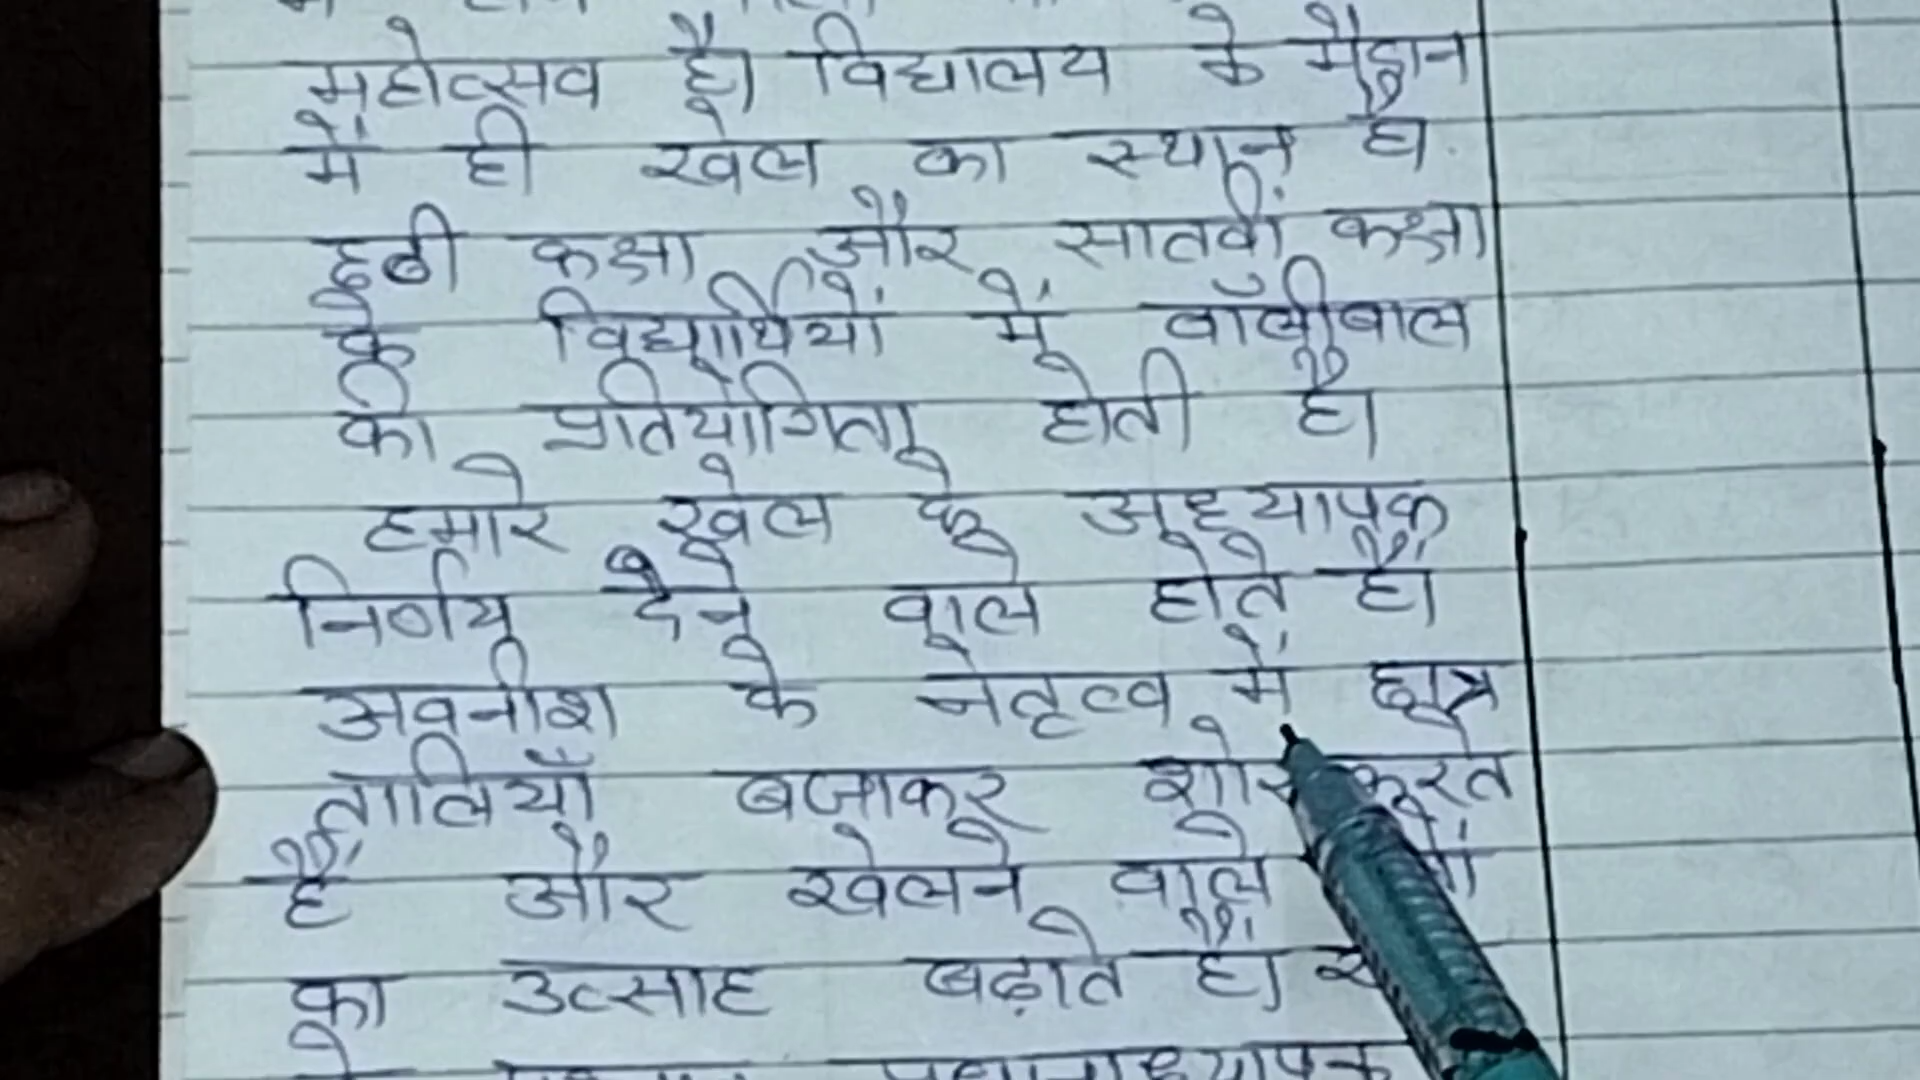 महोत्सव है। विद्यालय के मैदान
में ही खेल का स्थान है
छठी कक्षा और सातवीं कक्षा
के विद्यार्थियों में वॉलीबाल
की प्रतियोगिता होती है।
हमारे खेल के अध्यापक
निर्णय देने वाले होते हैं।
अवनीश के नेतृत्व में छात्र
तालियाँ बजाकर शोर करते
हैं और खेलने वाले
का उत्साह बढ़ाते हैं।